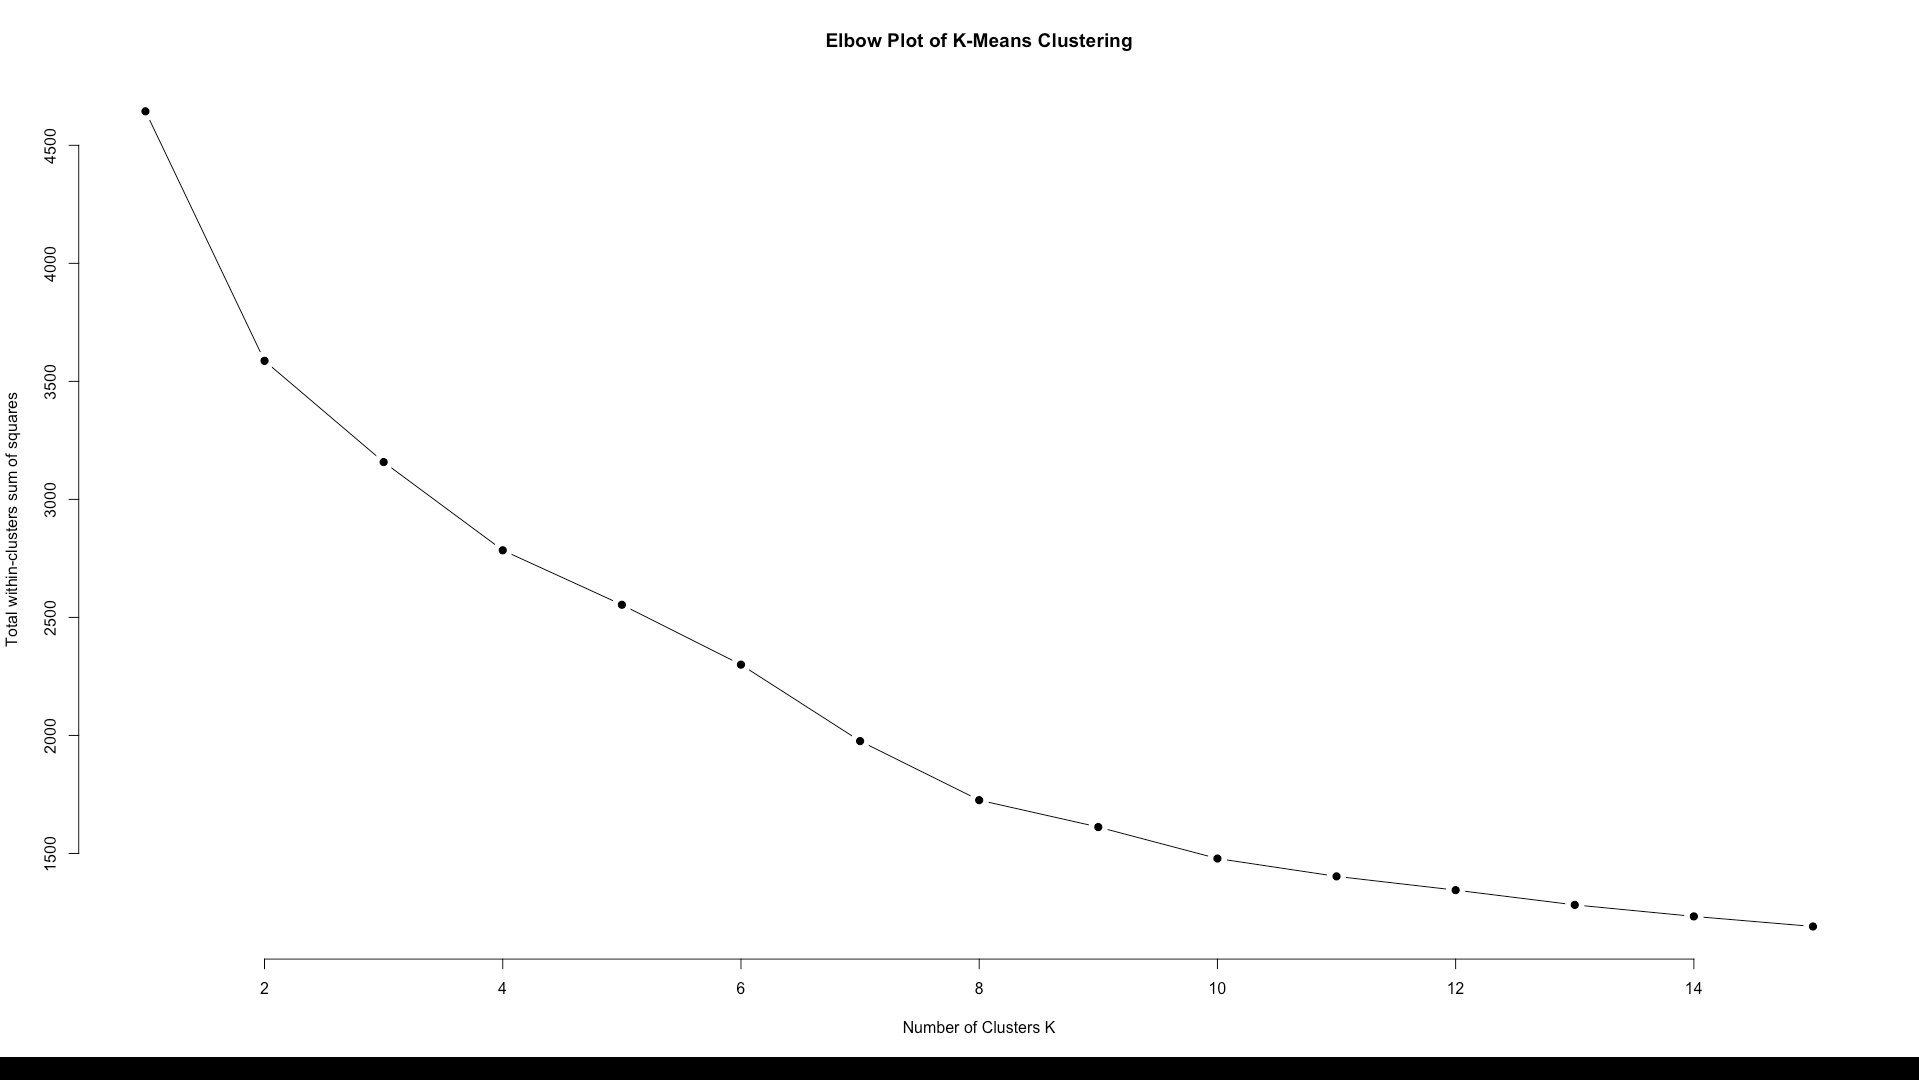 Elbow Plot of K-Means Clustering
Total within-clusters sum of squares
4500
4000
3500
3000
2500
2000
1500
2 4 6 8 10 12 14
Number of Clusters K